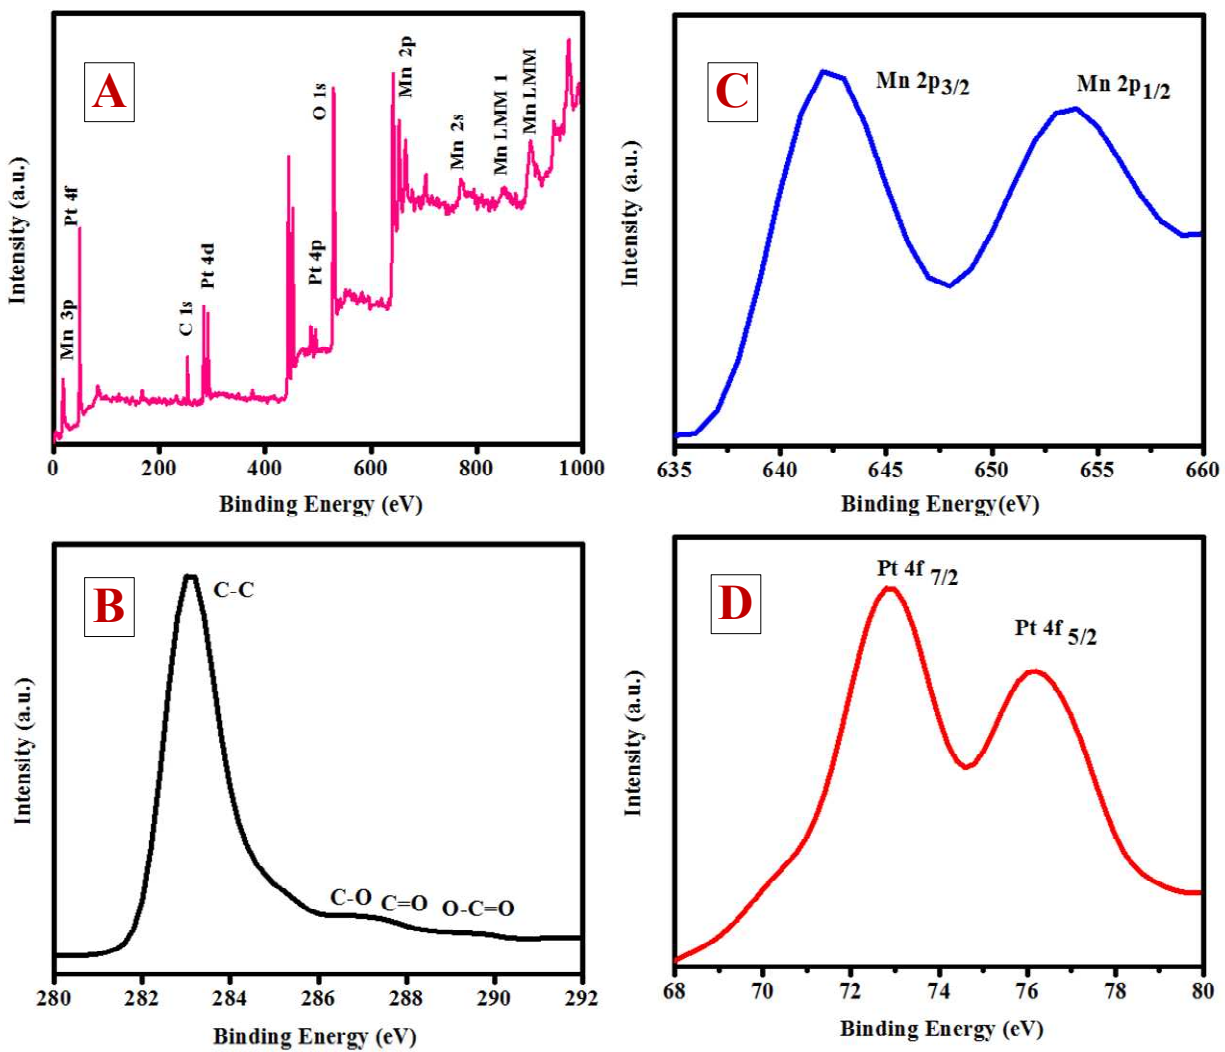 A
Intensity (a.u.)
Mn 3p
Pt 4f
C 1s
Pt 4d
Pt 4p
O 1s
Mn 2p
Mn 2s
Mn LMM 1
Mn LMM
0 200 400 600 800 1000
Binding Energy (eV)
C
Intensity (a.u.)
Mn 2p3/2
Mn 2p1/2
635 640 645 650 655 660
Binding Energy(eV)
B
Intensity (a.u.)
C-C
C-O
C=O
O-C=O
280 282 284 286 288 290 292
Binding Energy (eV)
D
Intensity (a.u.)
Pt 4f 7/2
Pt 4f 5/2
68 70 72 74 76 78 80
Binding Energy (eV)